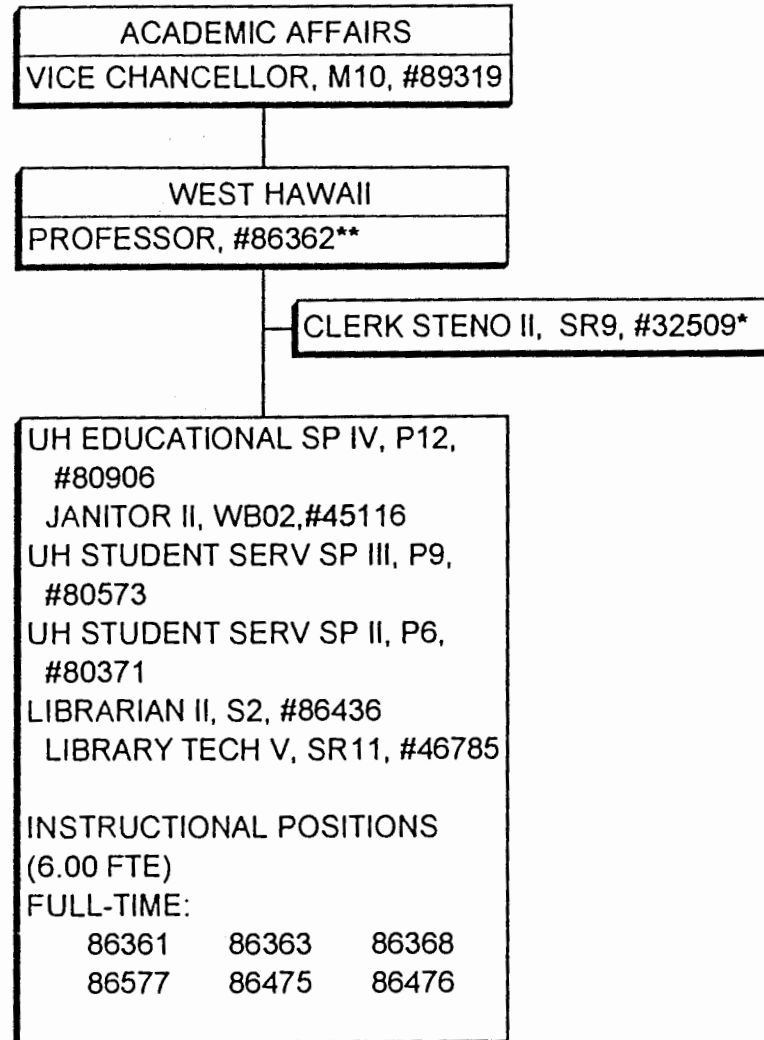 ACADEMIC AFFAIRS
VICE CHANCELLOR, M10, #89319
WEST HAWAII
PROFESSOR, #86362**
CLERK STENO II, SR9, #32509*
UH EDUCATIONAL SP IV, P12,
#80906
JANITOR II, WB02,#45116
UH STUDENT SERV SP III, P9,
#80573
UH STUDENT SERV SP II, P6,
#80371
LIBRARIAN II, S2, #86436
LIBRARY TECH V, SR11, #46785
INSTRUCTIONAL POSITIONS
(6.00 FTE)
FULL-TIME:
86361 86363 86368
86577 86475 86476